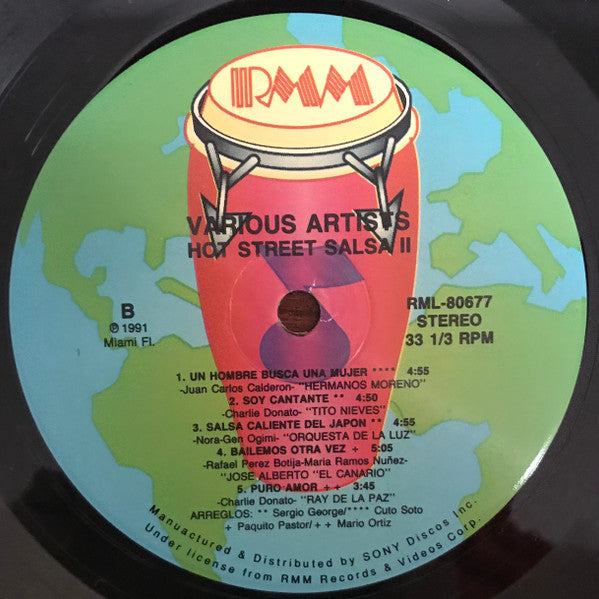 RMM
VARIOUS ARTISTS
HOT STREET SALSA II
B
℗ 1991
Miami Fl.
RML-80677
STEREO
33 1/3 RPM
1. UN HOMBRE BUSCA UNA MUJER **** 4:55
-Juan Carlos Calderon- "HERMANOS MORENO"
2. SOY CANTANTE ** 4:50
-Charlie Donato- "TITO NIEVES"
3. SALSA CALIENTE DEL JAPON ** 4:55
-Nora-Gen Ogimi- "ORQUESTA DE LA LUZ"
4. BAILEMOS OTRA VEZ + 5:05
-Rafael Perez Botija-Maria Ramos Nuñez-
"JOSE ALBERTO "EL CANARIO"
5. PURO AMOR + + 3:45
-Charlie Donato- "RAY DE LA PAZ"
ARREGLOS: ** Sergio George/**** Cuto Soto
+ Paquito Pastor/+ + Mario Ortiz
Manuactured & Distributed by SONY Discos Inc.
Under license from RMM Records & Videos Corp.